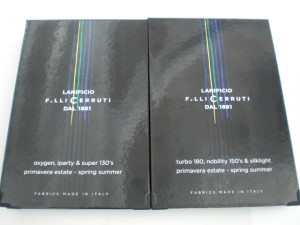 LANIFICIO
F.LLI CERRUTI
DAL 1881
oxygen, iparty & super 130's
primavera estate - spring summer
FABRICS MADE IN ITALY
LANIFICIO
F.LLI CERRUTI
DAL 1881
turbo 180, nobility 150's & silklight
primavera estate - spring summer
FABRICS MADE IN ITALY